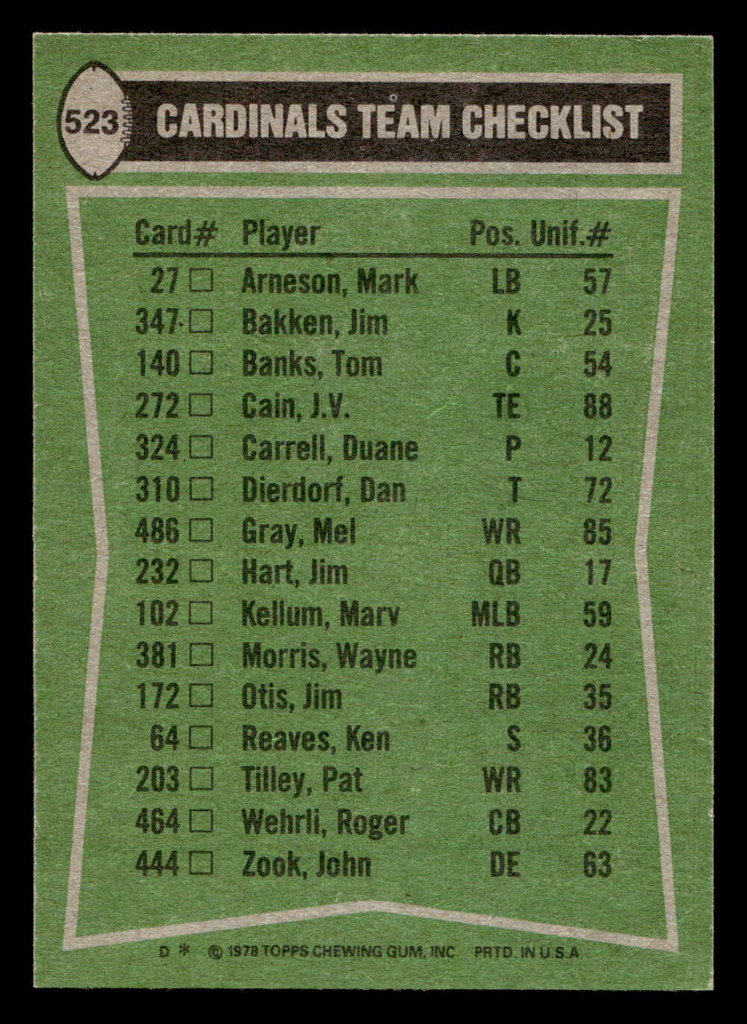 523 CARDINALS TEAM CHECKLIST
Card# Player Pos. Unif.#
27 □ Arneson, Mark LB 57
347 □ Bakken, Jim K 25
140 □ Banks, Tom C 54
272 □ Cain, J.V. TE 88
324 □ Carrell, Duane P 12
310 □ Dierdorf, Dan T 72
486 □ Gray, Mel WR 85
232 □ Hart, Jim QB 17
102 □ Kellum, Marv MLB 59
381 □ Morris, Wayne RB 24
172 □ Otis, Jim RB 35
64 □ Reaves, Ken S 36
203 □ Tilley, Pat WR 83
464 □ Wehrli, Roger CB 22
444 □ Zook, John DE 63
D * © 1978 TOPPS CHEWING GUM, INC. PRTD. IN U.S.A